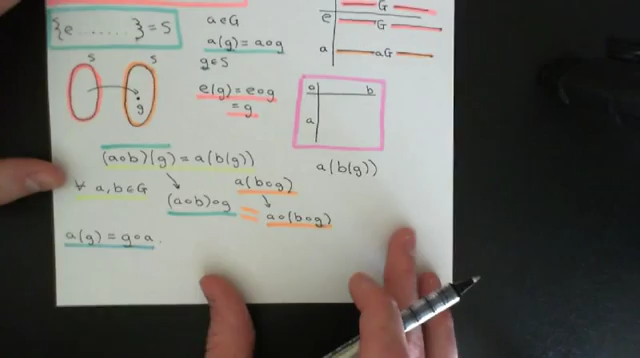 {e .......} = S
a ∈ G
a(g) = a∘g
g ∈ S
e(g) = e∘g
= g
S S
g
G
e G
a aG
∘ b
a
(a∘b)(g) = a(b(g))
∀ a, b ∈ G
a(b∘g)
(a∘b)∘g = a∘(b∘g)
a(b(g))
a(g) = g∘a.